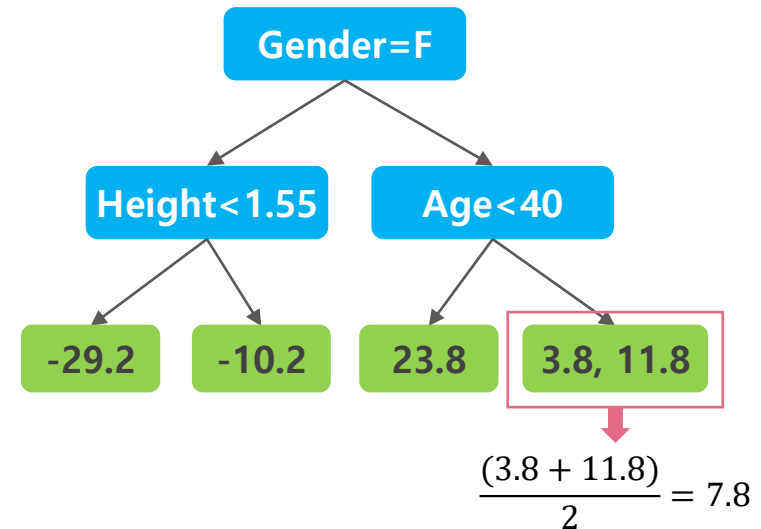 Gender=F
Height<1.55
Age<40
-29.2
-10.2
23.8
3.8, 11.8
(3.8 + 11.8)
2
= 7.8